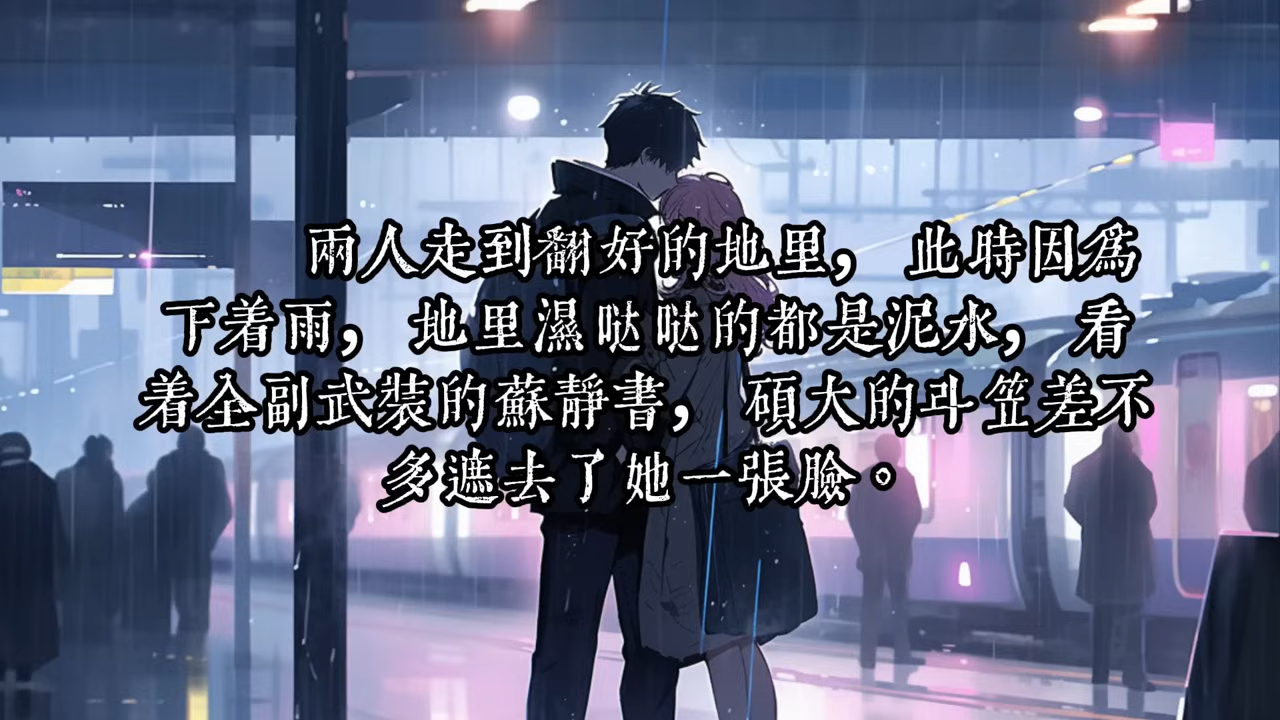 兩人走到翻好的地里，此時因爲
下着雨，地里濕哒哒的都是泥水，看
着全副武裝的蘇靜書，碩大的斗笠差不
多遮去了她一張臉。